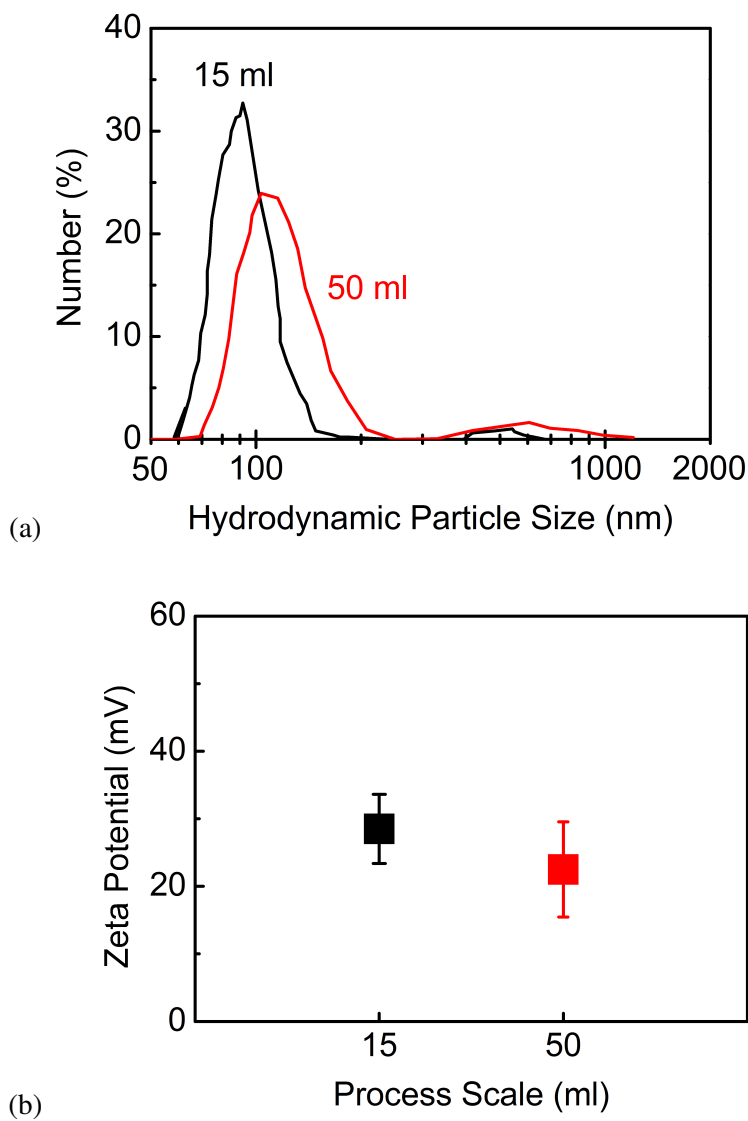 40
15 ml
30
Number (%)
20
50 ml
10
0
50 100 1000 2000
Hydrodynamic Particle Size (nm)
(a)
60
40
Zeta Potential (mV)
20
0
15 50
Process Scale (ml)
(b)